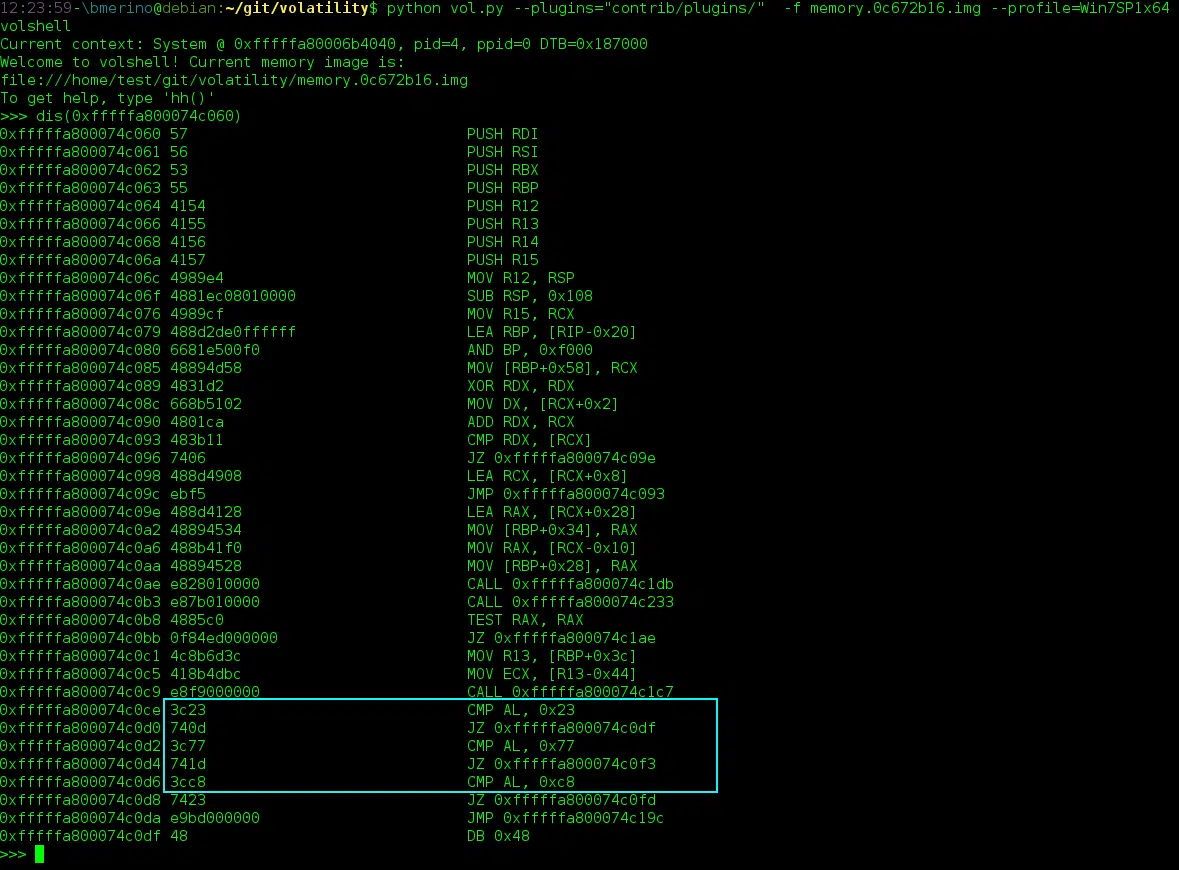 12:23:59-\bmerino@debian:~/git/volatility$ python vol.py --plugins="contrib/plugins/"  -f memory.0c672b16.img --profile=Win7SP1x64
volshell
Current context: System @ 0xfffffa80006b4040, pid=4, ppid=0 DTB=0x187000
Welcome to volshell! Current memory image is:
file:///home/test/git/volatility/memory.0c672b16.img
To get help, type 'hh()'
>>> dis(0xfffffa800074c060)
0xfffffa800074c060 57 PUSH RDI
0xfffffa800074c061 56 PUSH RSI
0xfffffa800074c062 53 PUSH RBX
0xfffffa800074c063 55 PUSH RBP
0xfffffa800074c064 4154 PUSH R12
0xfffffa800074c066 4155 PUSH R13
0xfffffa800074c068 4156 PUSH R14
0xfffffa800074c06a 4157 PUSH R15
0xfffffa800074c06c 4989e4 MOV R12, RSP
0xfffffa800074c06f 4881ec08010000 SUB RSP, 0x108
0xfffffa800074c076 4989cf MOV R15, RCX
0xfffffa800074c079 488d2de0ffffff LEA RBP, [RIP-0x20]
0xfffffa800074c080 6681e500f0 AND BP, 0xf000
0xfffffa800074c085 48894d58 MOV [RBP+0x58], RCX
0xfffffa800074c089 4831d2 XOR RDX, RDX
0xfffffa800074c08c 668b5102 MOV DX, [RCX+0x2]
0xfffffa800074c090 4801ca ADD RDX, RCX
0xfffffa800074c093 483b11 CMP RDX, [RCX]
0xfffffa800074c096 7406 JZ 0xfffffa800074c09e
0xfffffa800074c098 488d4908 LEA RCX, [RCX+0x8]
0xfffffa800074c09c ebf5 JMP 0xfffffa800074c093
0xfffffa800074c09e 488d4128 LEA RAX, [RCX+0x28]
0xfffffa800074c0a2 48894534 MOV [RBP+0x34], RAX
0xfffffa800074c0a6 488b41f0 MOV RAX, [RCX-0x10]
0xfffffa800074c0aa 48894528 MOV [RBP+0x28], RAX
0xfffffa800074c0ae e828010000 CALL 0xfffffa800074c1db
0xfffffa800074c0b3 e87b010000 CALL 0xfffffa800074c233
0xfffffa800074c0b8 4885c0 TEST RAX, RAX
0xfffffa800074c0bb 0f84ed000000 JZ 0xfffffa800074c1ae
0xfffffa800074c0c1 4c8b6d3c MOV R13, [RBP+0x3c]
0xfffffa800074c0c5 418b4dbc MOV ECX, [R13-0x44]
0xfffffa800074c0c9 e8f9000000 CALL 0xfffffa800074c1c7
0xfffffa800074c0ce 3c23 CMP AL, 0x23
0xfffffa800074c0d0 740d JZ 0xfffffa800074c0df
0xfffffa800074c0d2 3c77 CMP AL, 0x77
0xfffffa800074c0d4 741d JZ 0xfffffa800074c0f3
0xfffffa800074c0d6 3cc8 CMP AL, 0xc8
0xfffffa800074c0d8 7423 JZ 0xfffffa800074c0fd
0xfffffa800074c0da e9bd000000 JMP 0xfffffa800074c19c
0xfffffa800074c0df 48 DB 0x48
>>>